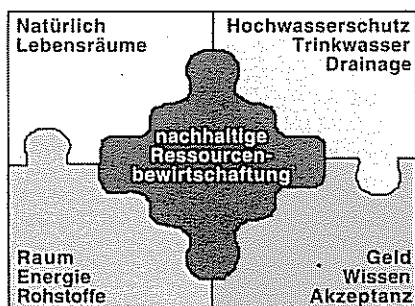 Natürlich
Lebensräume
Hochwasserschutz
Trinkwasser
Drainage
nachhaltige
Ressourcen-
bewirtschaftung
Raum
Energie
Rohstoffe
Geld
Wissen
Akzeptanz